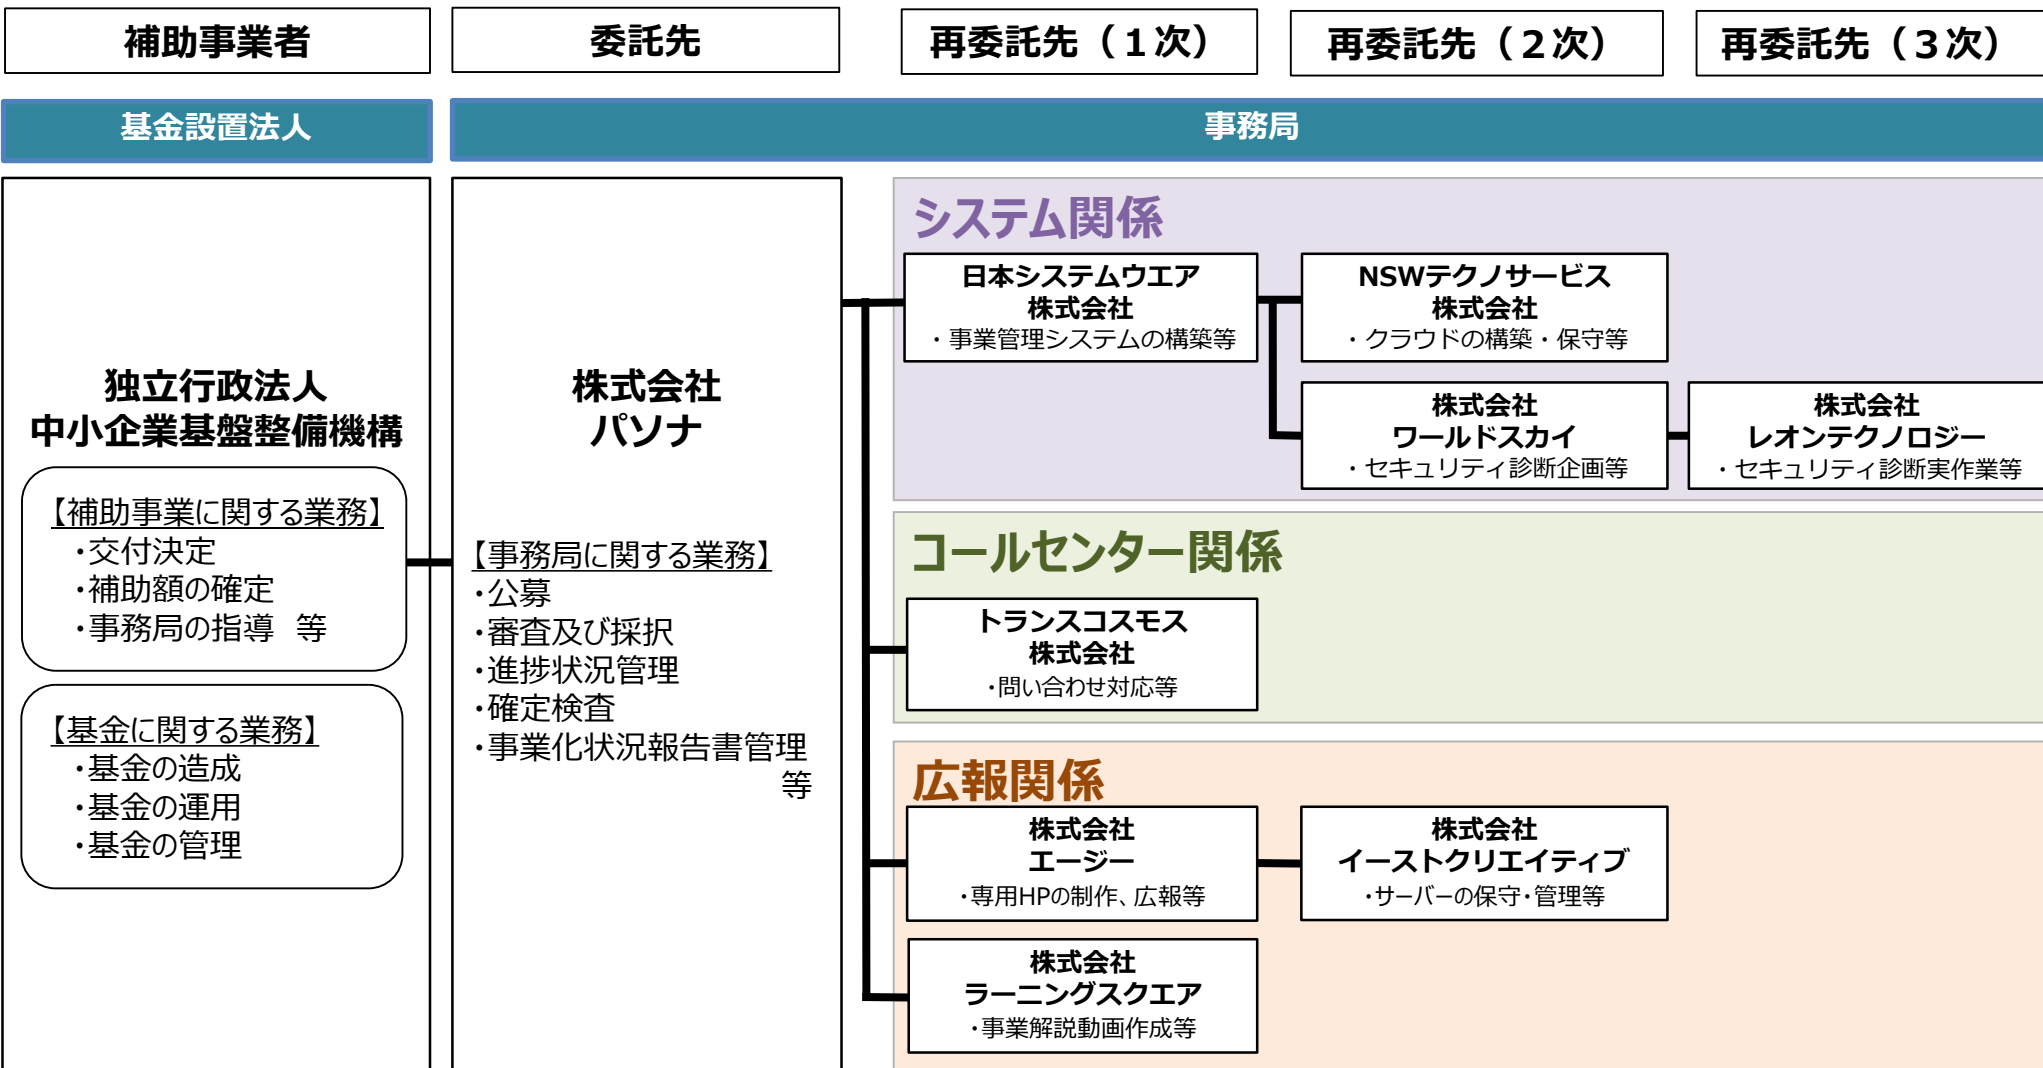 補助事業者
委託先
再委託先（１次）
再委託先（２次）
再委託先（３次）
基金設置法人
事務局
独立行政法人
中小企業基盤整備機構
【補助事業に関する業務】
・交付決定
・補助額の確定
・事務局の指導　等
【基金に関する業務】
・基金の造成
・基金の運用
・基金の管理
株式会社
パソナ
【事務局に関する業務】
・公募
・審査及び採択
・進捗状況管理
・確定検査
・事業化状況報告書管理
等
システム関係
日本システムウエア
株式会社
・事業管理システムの構築等
NSWテクノサービス
株式会社
・クラウドの構築・保守等
株式会社
ワールドスカイ
・セキュリティ診断企画等
株式会社
レオンテクノロジー
・セキュリティ診断実作業等
コールセンター関係
トランスコスモス
株式会社
・問い合わせ対応等
広報関係
株式会社
エージー
・専用HPの制作、広報等
株式会社
イーストクリエイティブ
・サーバーの保守・管理等
株式会社
ラーニングスクエア
・事業解説動画作成等